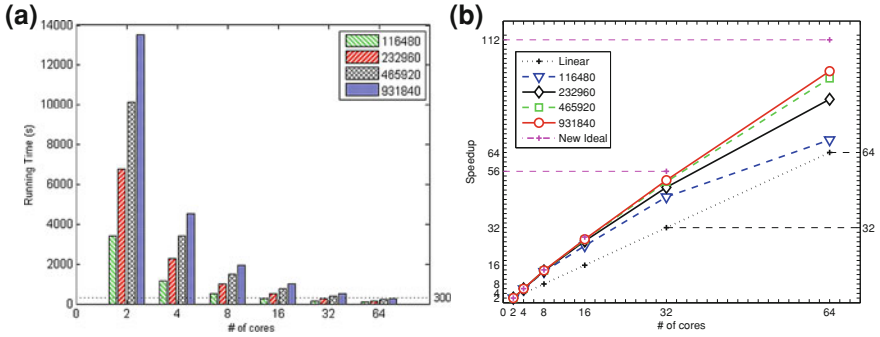 (a)
14000
12000
10000
8000
6000
4000
2000
0
Running Time (s)
116480
232960
465920
931840
300
0 2 4 8 16 32 64
# of cores
(b)
112
64
56
32
16
8
4
2
Speedup
Linear
116480
232960
465920
931840
New Ideal
64
32
0 2 4 8 16 32 64
# of cores